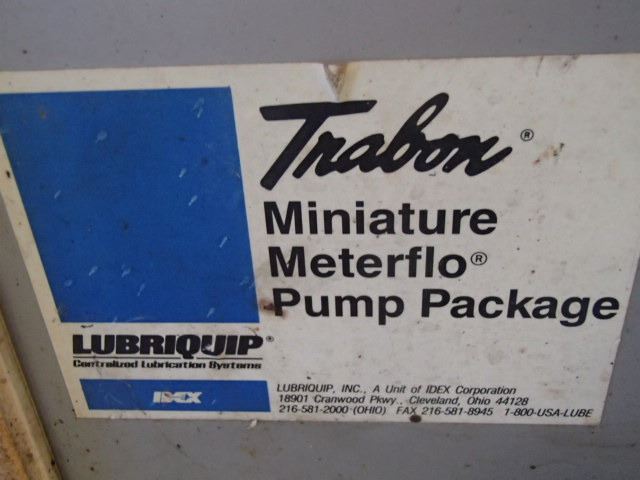 Trabon®
Miniature
Meterflo®
Pump Package
LUBRIQUIP®
Centralized Lubrication Systems
IDEX
LUBRIQUIP, INC., A Unit of IDEX Corporation
18901 Cranwood Pkwy., Cleveland, Ohio 44128
216-581-2000 (OHIO) FAX 216-581-8945 1-800-USA-LUBE